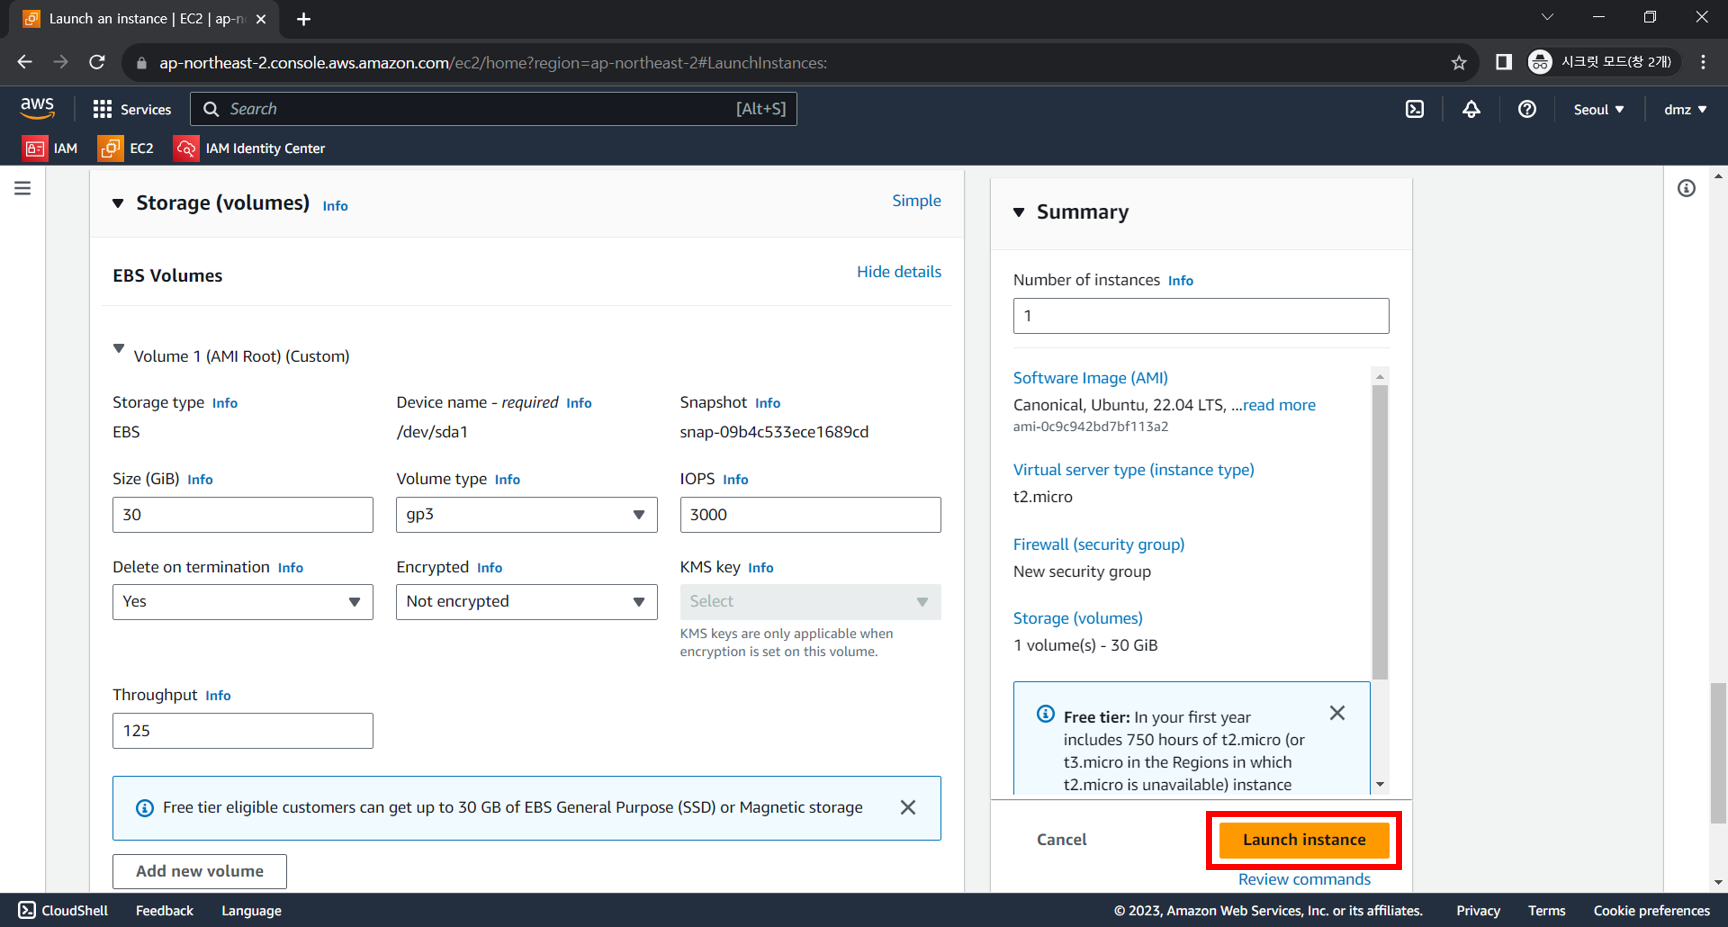 Launch an instance | EC2 | ap-n
ap-northeast-2.console.aws.amazon.com/ec2/home?region=ap-northeast-2#LaunchInstances:
시크릿 모드(창 2개)
aws
Services
Search
[Alt+S]
Seoul
dmz
IAM
EC2
IAM Identity Center
Storage (volumes) Info
Simple
EBS Volumes
Hide details
Volume 1 (AMI Root) (Custom)
Storage type Info
EBS
Device name - required Info
/dev/sda1
Snapshot Info
snap-09b4c533ece1689cd
Size (GiB) Info
30
Volume type Info
gp3
IOPS Info
3000
Delete on termination Info
Yes
Encrypted Info
Not encrypted
KMS key Info
Select
KMS keys are only applicable when
encryption is set on this volume.
Throughput Info
125
Free tier eligible customers can get up to 30 GB of EBS General Purpose (SSD) or Magnetic storage
Add new volume
Summary
Number of instances Info
1
Software Image (AMI)
Canonical, Ubuntu, 22.04 LTS, ...read more
ami-0c9c942bd7bf113a2
Virtual server type (instance type)
t2.micro
Firewall (security group)
New security group
Storage (volumes)
1 volume(s) - 30 GiB
Free tier: In your first year
includes 750 hours of t2.micro (or
t3.micro in the Regions in which
t2.micro is unavailable) instance
Cancel
Launch instance
Review commands
CloudShell
Feedback
Language
© 2023, Amazon Web Services, Inc. or its affiliates.
Privacy
Terms
Cookie preferences